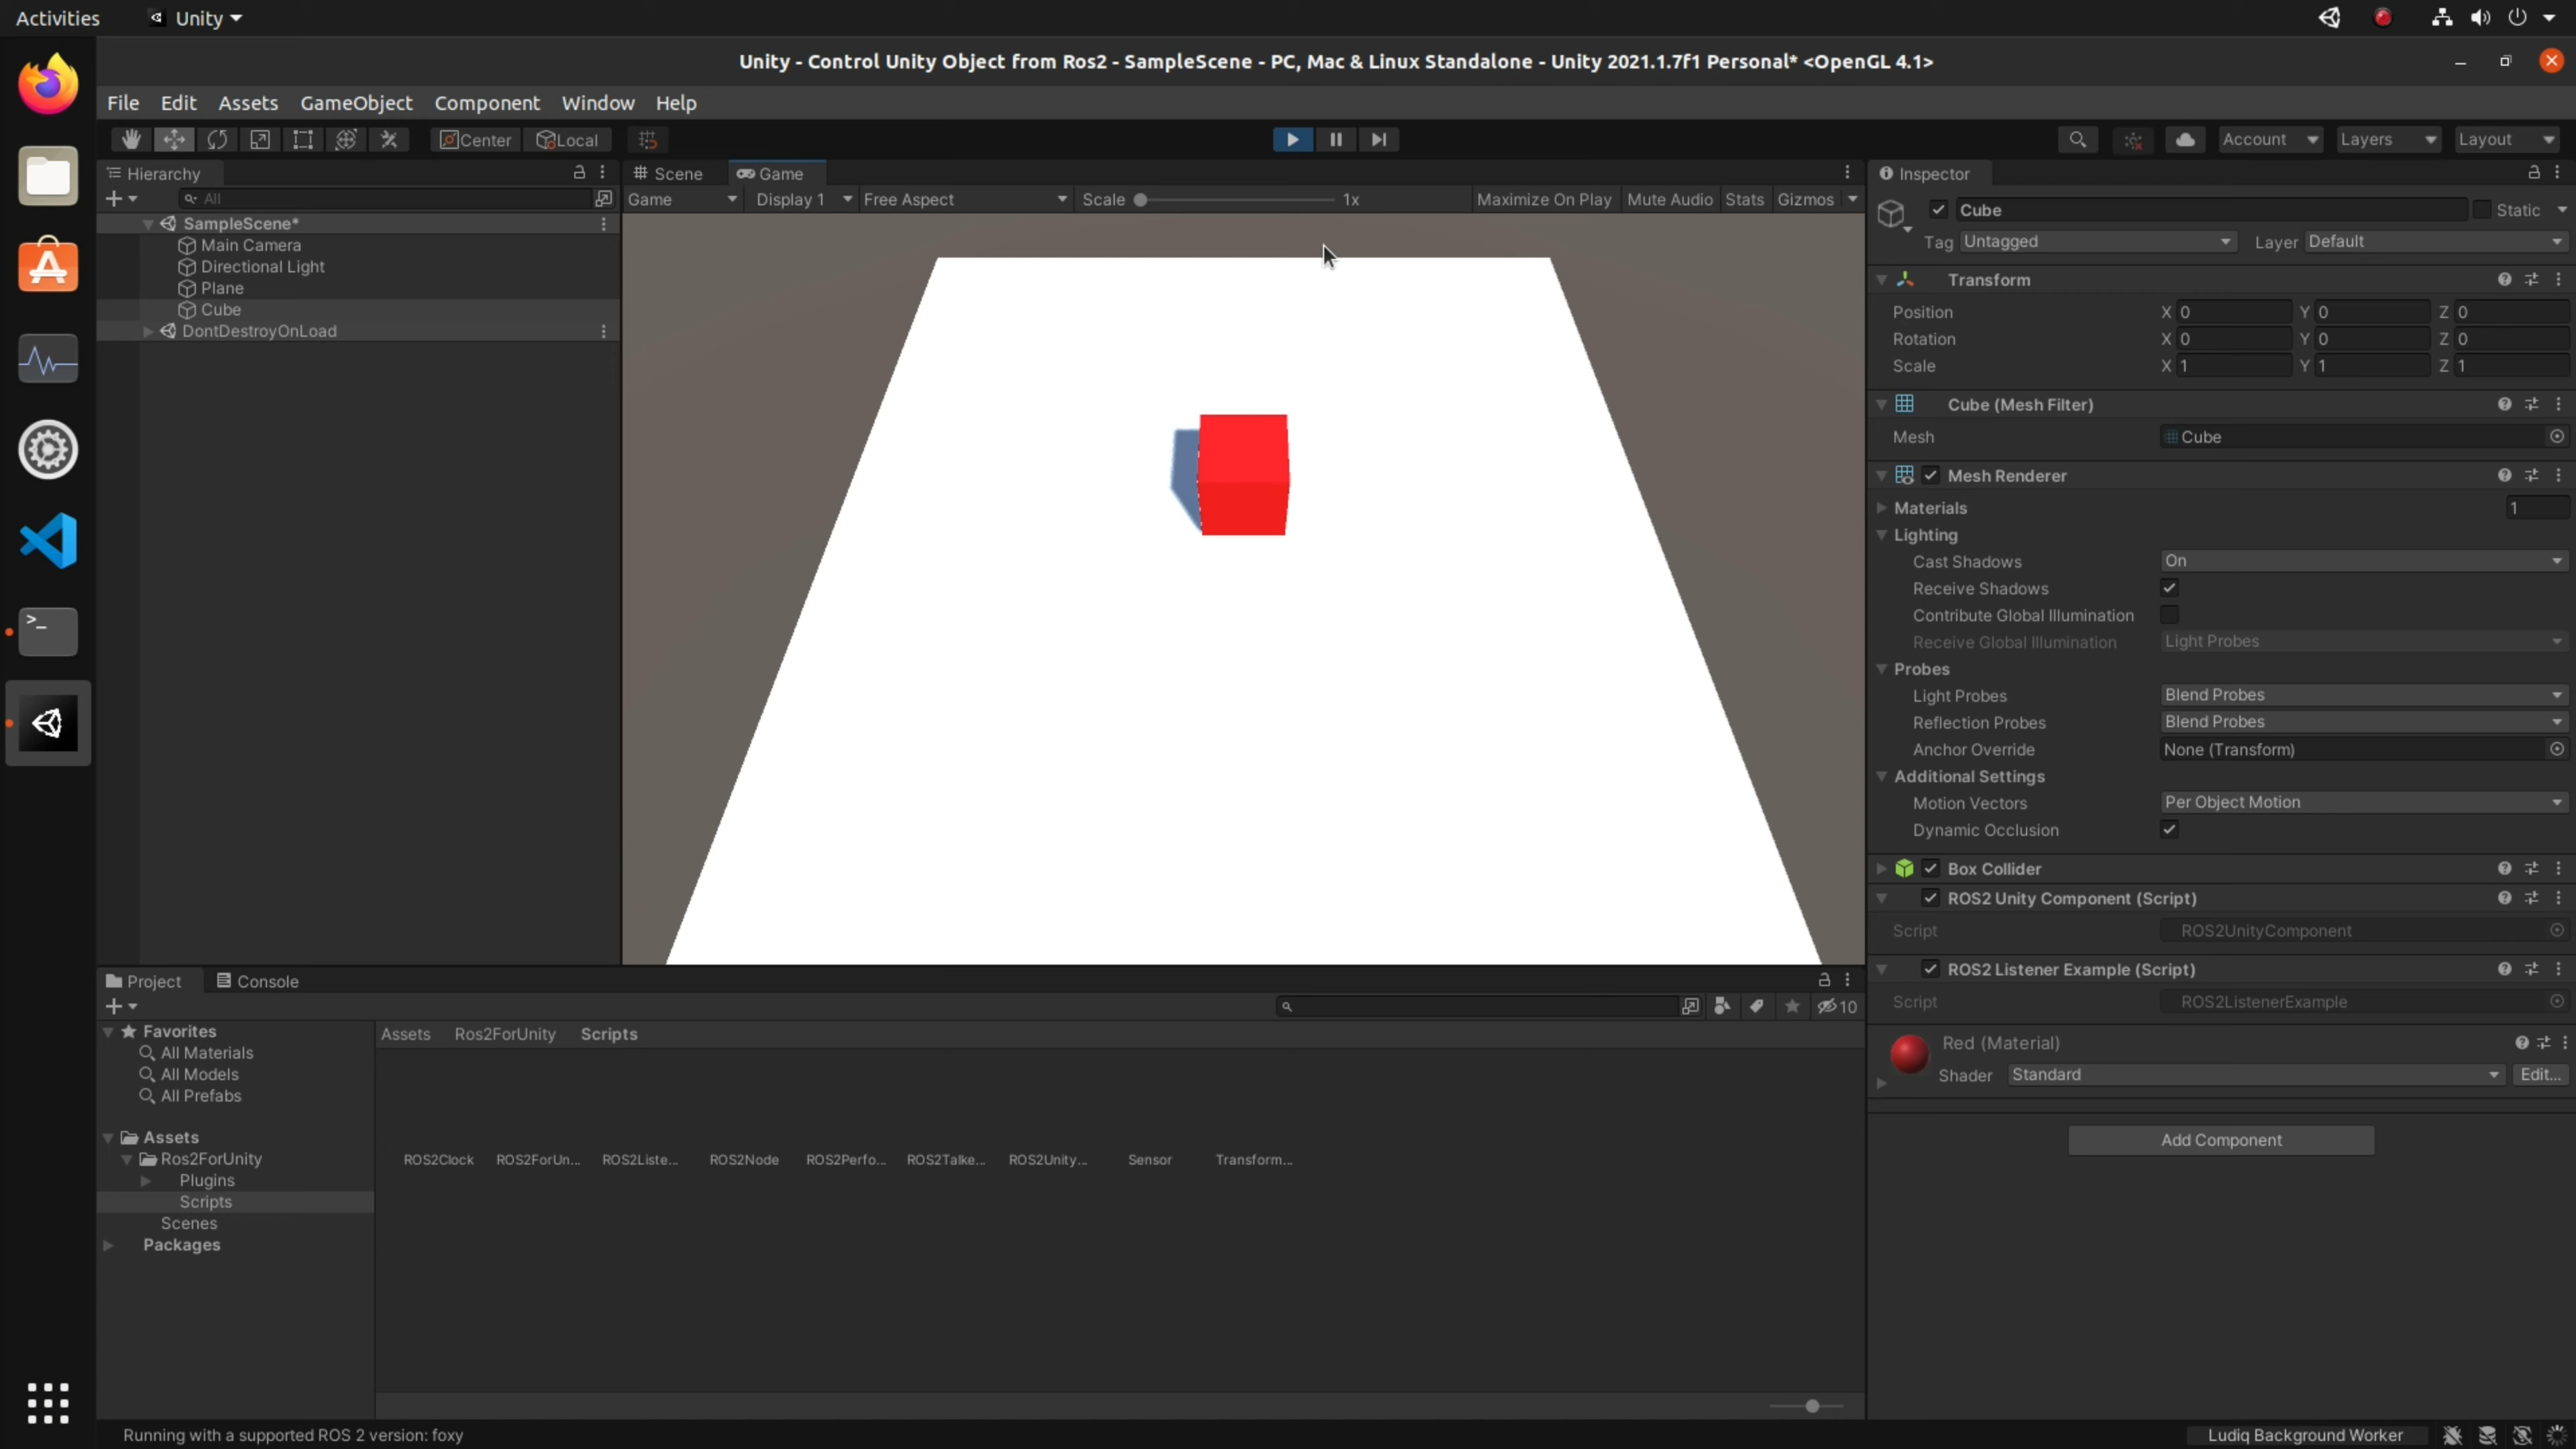 Activities Unity
Unity - Control Unity Object from Ros2 - SampleScene - PC, Mac & Linux Standalone - Unity 2021.1.7f1 Personal* <OpenGL 4.1>
File Edit Assets GameObject Component Window Help
Center Local Account Layers Layout
Hierarchy
All
SampleScene*
Main Camera
Directional Light
Plane
Cube
DontDestroyOnLoad
Scene Game
Game Display 1 Free Aspect Scale 1x Maximize On Play Mute Audio Stats Gizmos
Inspector
Cube Static
Tag Untagged Layer Default
Transform
Position X 0 Y 0 Z 0
Rotation X 0 Y 0 Z 0
Scale X 1 Y 1 Z 1
Cube (Mesh Filter)
Mesh Cube
Mesh Renderer
Materials 1
Lighting
Cast Shadows On
Receive Shadows
Contribute Global Illumination
Receive Global Illumination Light Probes
Probes
Light Probes Blend Probes
Reflection Probes Blend Probes
Anchor Override None (Transform)
Additional Settings
Motion Vectors Per Object Motion
Dynamic Occlusion
Box Collider
ROS2 Unity Component (Script)
Script ROS2UnityComponent
ROS2 Listener Example (Script)
Script ROS2ListenerExample
Red (Material)
Shader Standard Edit...
Add Component
Project Console
10
Favorites
All Materials
All Models
All Prefabs
Assets
Ros2ForUnity
Plugins
Scripts
Scenes
Packages
Assets Ros2ForUnity Scripts
ROS2Clock ROS2ForUn... ROS2Liste... ROS2Node ROS2Perfo... ROS2Talke... ROS2Unity... Sensor Transform...
Running with a supported ROS 2 version: foxy
Ludiq Background Worker